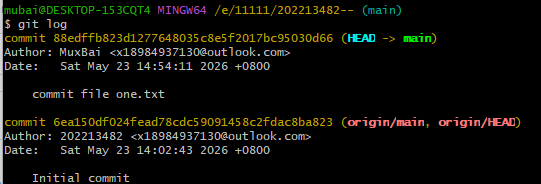 mubai@DESKTOP-153CQT4 MINGW64 /e/11111/202213482-- (main)
$ git log
commit 88edffb823d1277648035c8e5f2017bc95030d66 (HEAD -> main)
Author: MuxBai <x18984937130@outlook.com>
Date:   Sat May 23 14:54:11 2026 +0800

    commit file one.txt

commit 6ea150df024fead78cdc59091458c2fdac8ba823 (origin/main, origin/HEAD)
Author: 202213482 <x18984937130@outlook.com>
Date:   Sat May 23 14:02:43 2026 +0800

    Initial commit